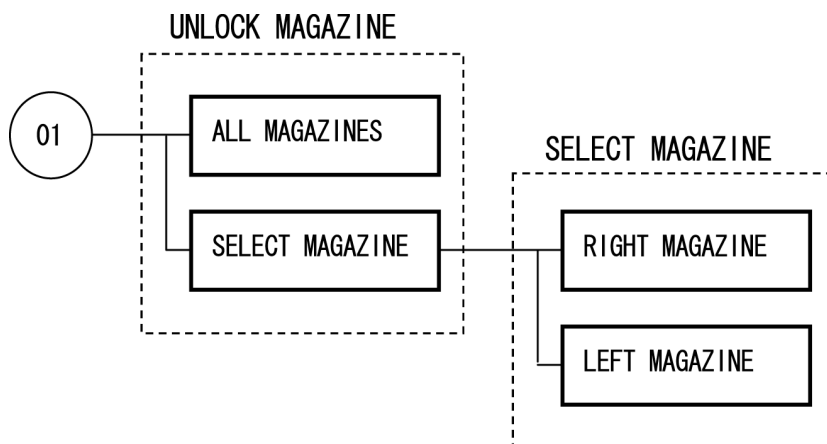 UNLOCK MAGAZINE
01
ALL MAGAZINES
SELECT MAGAZINE
SELECT MAGAZINE
RIGHT MAGAZINE
LEFT MAGAZINE